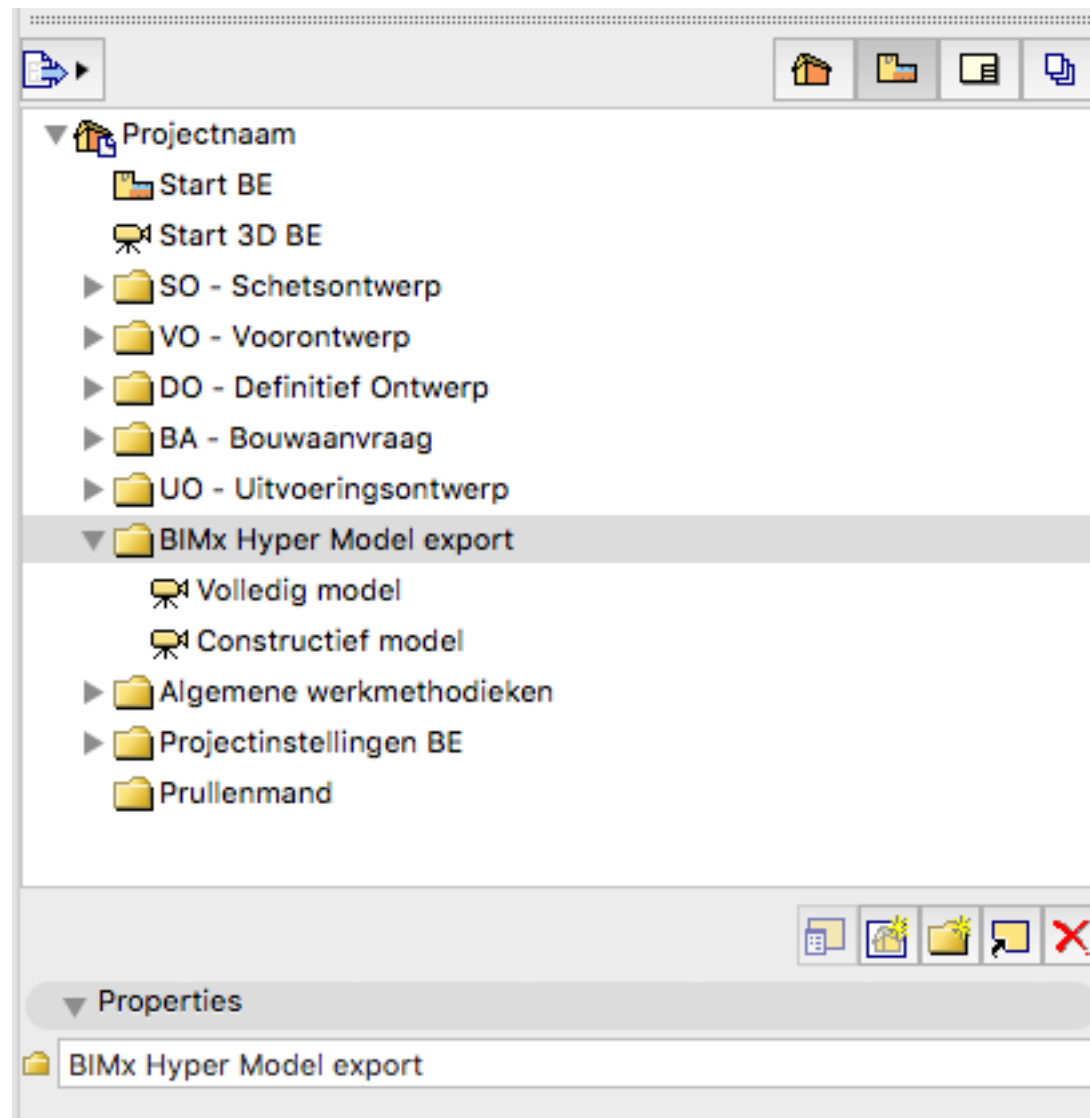 Projectnaam
Start BE
Start 3D BE
SO - Schetsontwerp
VO - Voorontwerp
DO - Definitief Ontwerp
BA - Bouwaanvraag
UO - Uitvoeringsontwerp
BIMx Hyper Model export
Volledig model
Constructief model
Algemene werkmethodieken
Projectinstellingen BE
Prullenmand
Properties
BIMx Hyper Model export